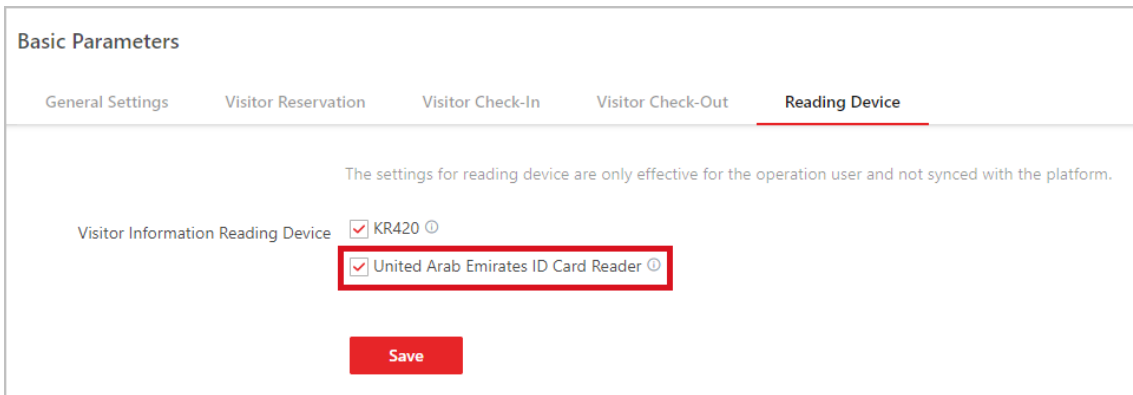 Basic Parameters
General Settings Visitor Reservation Visitor Check-In Visitor Check-Out Reading Device
The settings for reading device are only effective for the operation user and not synced with the platform.
Visitor Information Reading Device KR420
United Arab Emirates ID Card Reader
Save